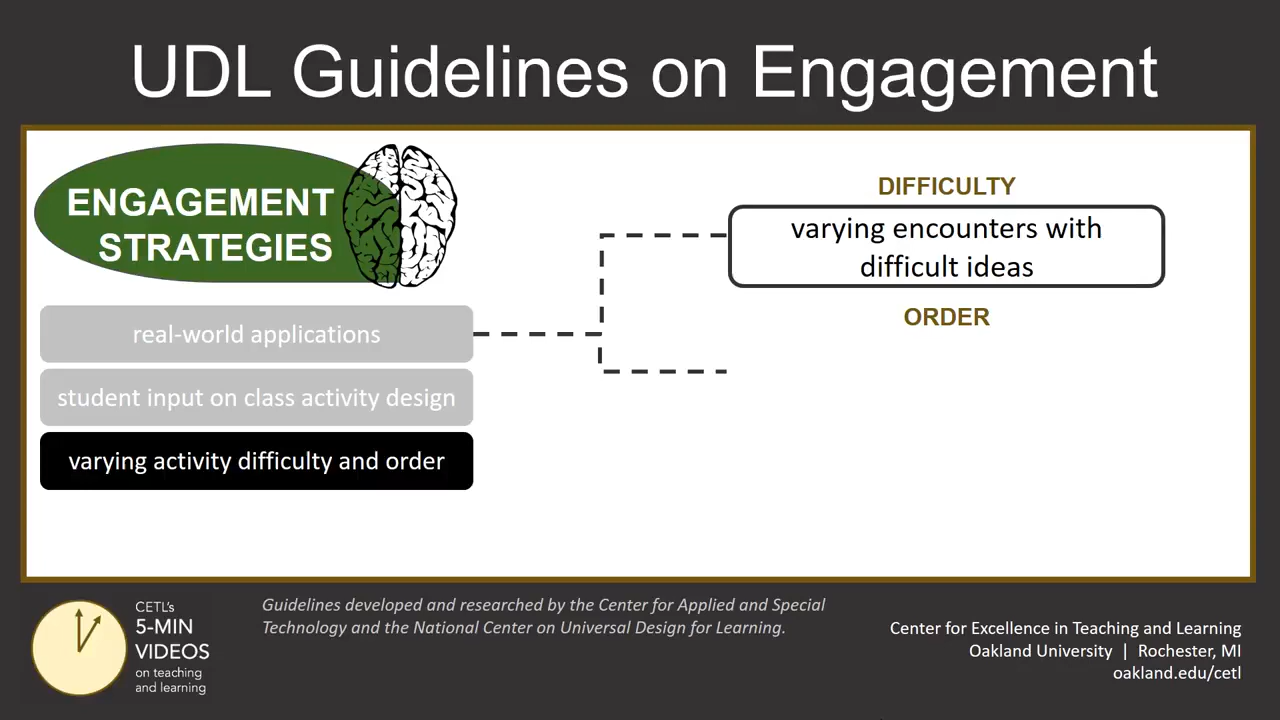 UDL Guidelines on Engagement
ENGAGEMENT
STRATEGIES
real-world applications
student input on class activity design
varying activity difficulty and order
DIFFICULTY
varying encounters with
difficult ideas
ORDER
CETL's
5-MIN
VIDEOS
on teaching
and learning
Guidelines developed and researched by the Center for Applied and Special
Technology and the National Center on Universal Design for Learning.
Center for Excellence in Teaching and Learning
Oakland University | Rochester, MI
oakland.edu/cetl